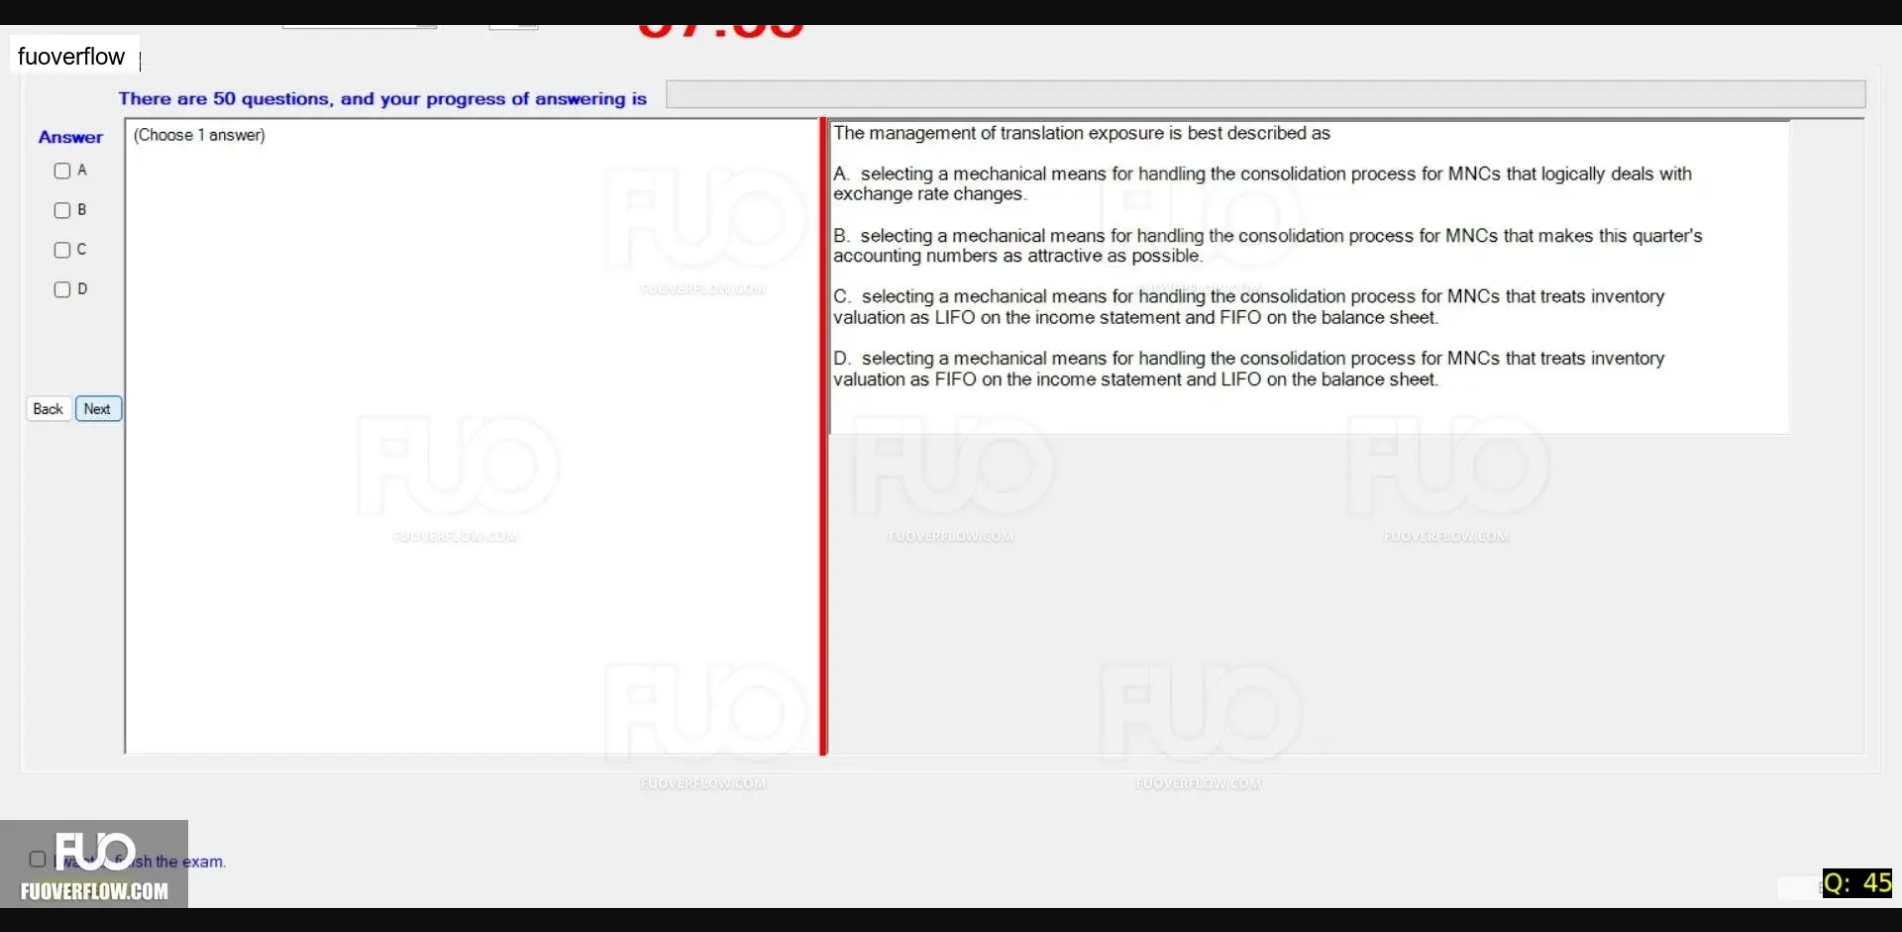 fuoverflow
There are 50 questions, and your progress of answering is
Answer
(Choose 1 answer)
A
B
C
D
Back Next
The management of translation exposure is best described as
A. selecting a mechanical means for handling the consolidation process for MNCs that logically deals with
exchange rate changes.
B. selecting a mechanical means for handling the consolidation process for MNCs that makes this quarter's
accounting numbers as attractive as possible.
C. selecting a mechanical means for handling the consolidation process for MNCs that treats inventory
valuation as LIFO on the income statement and FIFO on the balance sheet.
D. selecting a mechanical means for handling the consolidation process for MNCs that treats inventory
valuation as FIFO on the income statement and LIFO on the balance sheet.
FUO
FUOVERFLOW.COM
FUO
FUOVERFLOW.COM
FUO
FUOVERFLOW.COM
FUO
FUOVERFLOW.COM
FUO
FUOVERFLOW.COM
FUO
FUOVERFLOW.COM
FUO
FUOVERFLOW.COM
the exam.
FUO
FUOVERFLOW.COM
Q: 45